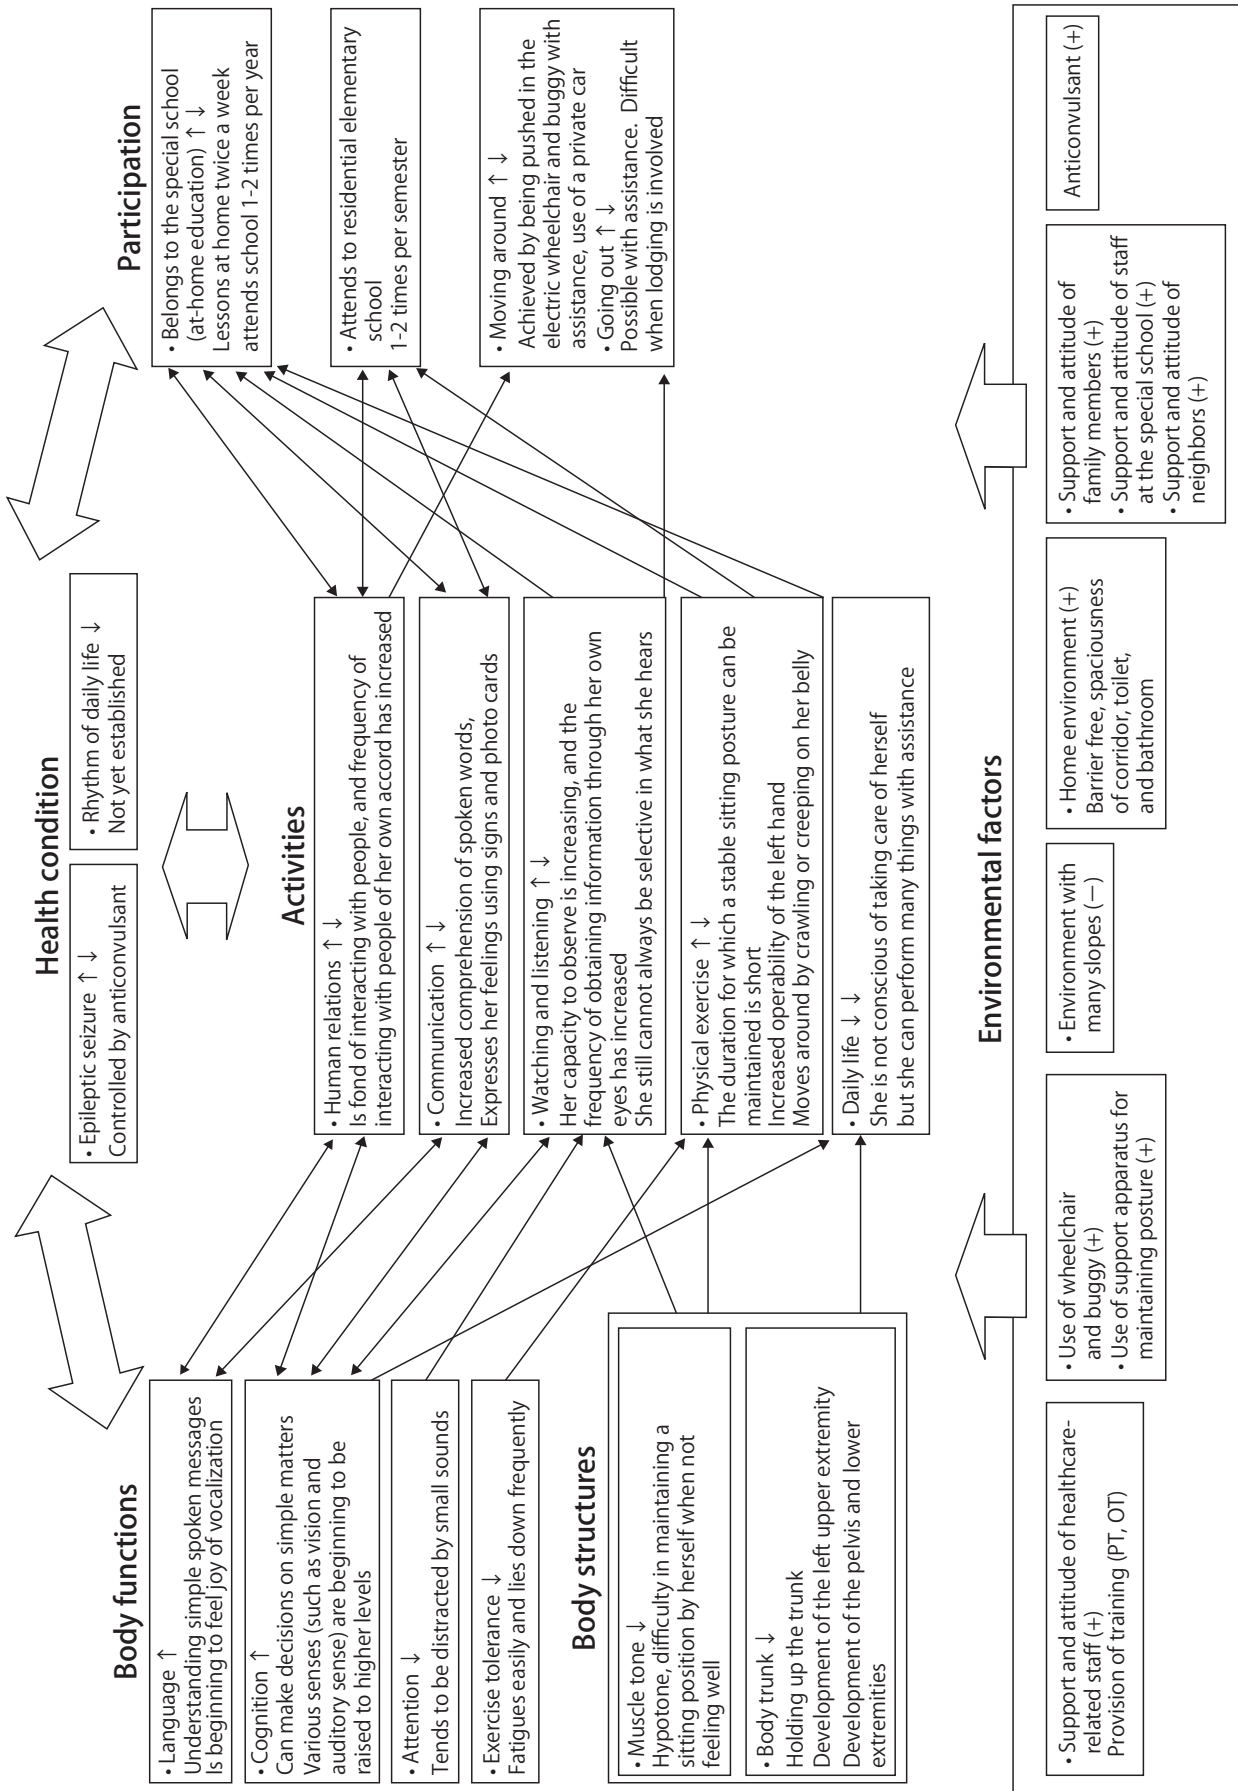 Health condition
• Epileptic seizure ↑ ↓
Controlled by anticonvulsant
• Rhythm of daily life ↓
Not yet established
Body functions
• Language ↑
Understanding simple spoken messages
Is beginning to feel joy of vocalization
• Cognition ↑
Can make decisions on simple matters
Various senses (such as vision and
auditory sense) are beginning to be
raised to higher levels
• Attention ↓
Tends to be distracted by small sounds
• Exercise tolerance ↓
Fatigues easily and lies down frequently
Body structures
• Muscle tone ↓
Hypotone, difficulty in maintaining a
sitting position by herself when not
feeling well
• Body trunk ↓
Holding up the trunk
Development of the left upper extremity
Development of the pelvis and lower
extremities
Activities
• Human relations ↑ ↓
Is fond of interacting with people, and frequency of
interacting with people of her own accord has increased
• Communication ↑ ↓
Increased comprehension of spoken words,
Expresses her feelings using signs and photo cards
• Watching and listening ↑ ↓
Her capacity to observe is increasing, and the
frequency of obtaining information through her own
eyes has increased
She still cannot always be selective in what she hears
• Physical exercise ↑ ↓
The duration for which a stable sitting posture can be
maintained is short
Increased operability of the left hand
Moves around by crawling or creeping on her belly
• Daily life ↓ ↓
She is not conscious of taking care of herself
but she can perform many things with assistance
Participation
• Belongs to the special school
(at-home education) ↑ ↓
Lessons at home twice a week
attends school 1-2 times per year
• Attends to residential elementary
school
1-2 times per semester
• Moving around ↑ ↓
Achieved by being pushed in the
electric wheelchair and buggy with
assistance, use of a private car
• Going out ↑ ↓
Possible with assistance. Difficult
when lodging is involved
Environmental factors
• Support and attitude of healthcare-
related staff (+)
Provision of training (PT, OT)
• Use of wheelchair
and buggy (+)
• Use of support apparatus for
maintaining posture (+)
• Environment with
many slopes (—)
• Home environment (+)
Barrier free, spaciousness
of corridor, toilet,
and bathroom
• Support and attitude of
family members (+)
• Support and attitude of staff
at the special school (+)
• Support and attitude of
neighbors (+)
Anticonvulsant (+)